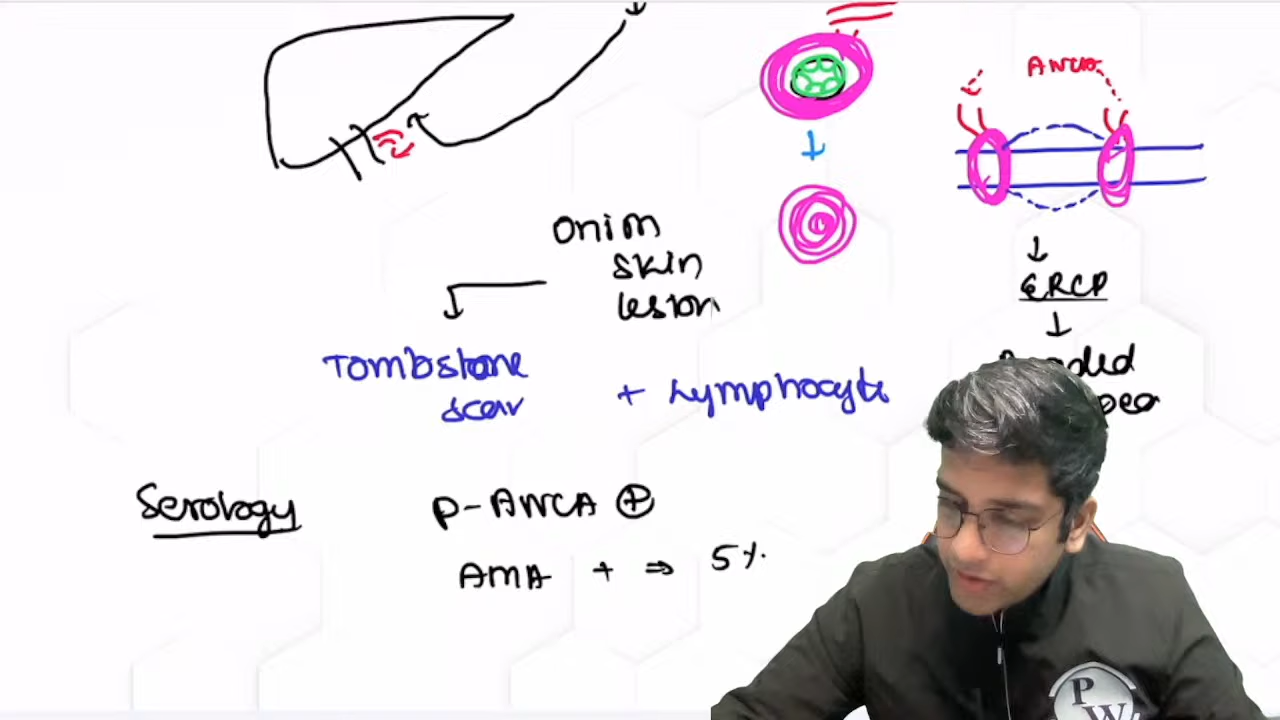 ANCA
onion
skin
lesion
ERCP
Tombstone
scar
+ Lymphocyte
Serology
P-ANCA +
AMA + ⇒ 5%
P
W